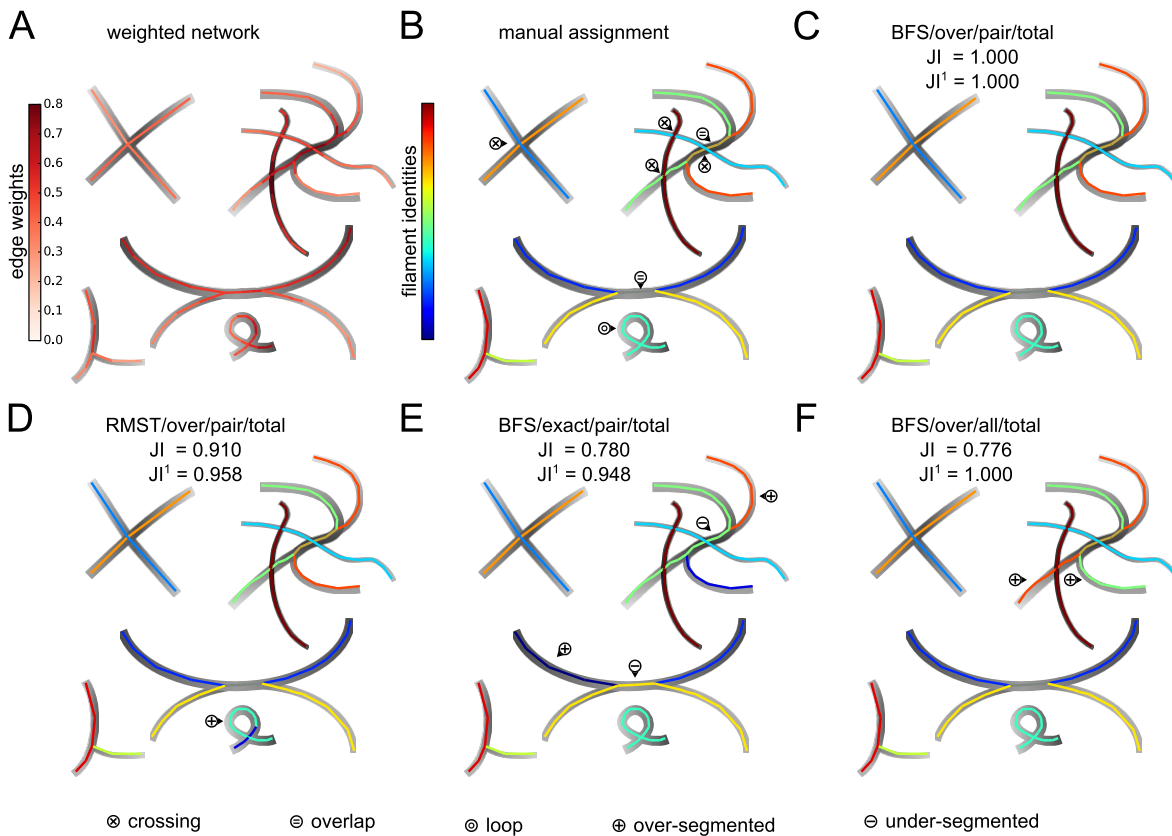 A
weighted network
edge weights
0.8
0.7
0.6
0.5
0.4
0.3
0.2
0.1
0.0
B
manual assignment
filament identities
C
BFS/over/pair/total
JI = 1.000
JI¹ = 1.000
D
RMST/over/pair/total
JI = 0.910
JI¹ = 0.958
E
BFS/exact/pair/total
JI = 0.780
JI¹ = 0.948
F
BFS/over/all/total
JI = 0.776
JI¹ = 1.000
⊗ crossing
⊜ overlap
⊚ loop
⊕ over-segmented
⊖ under-segmented